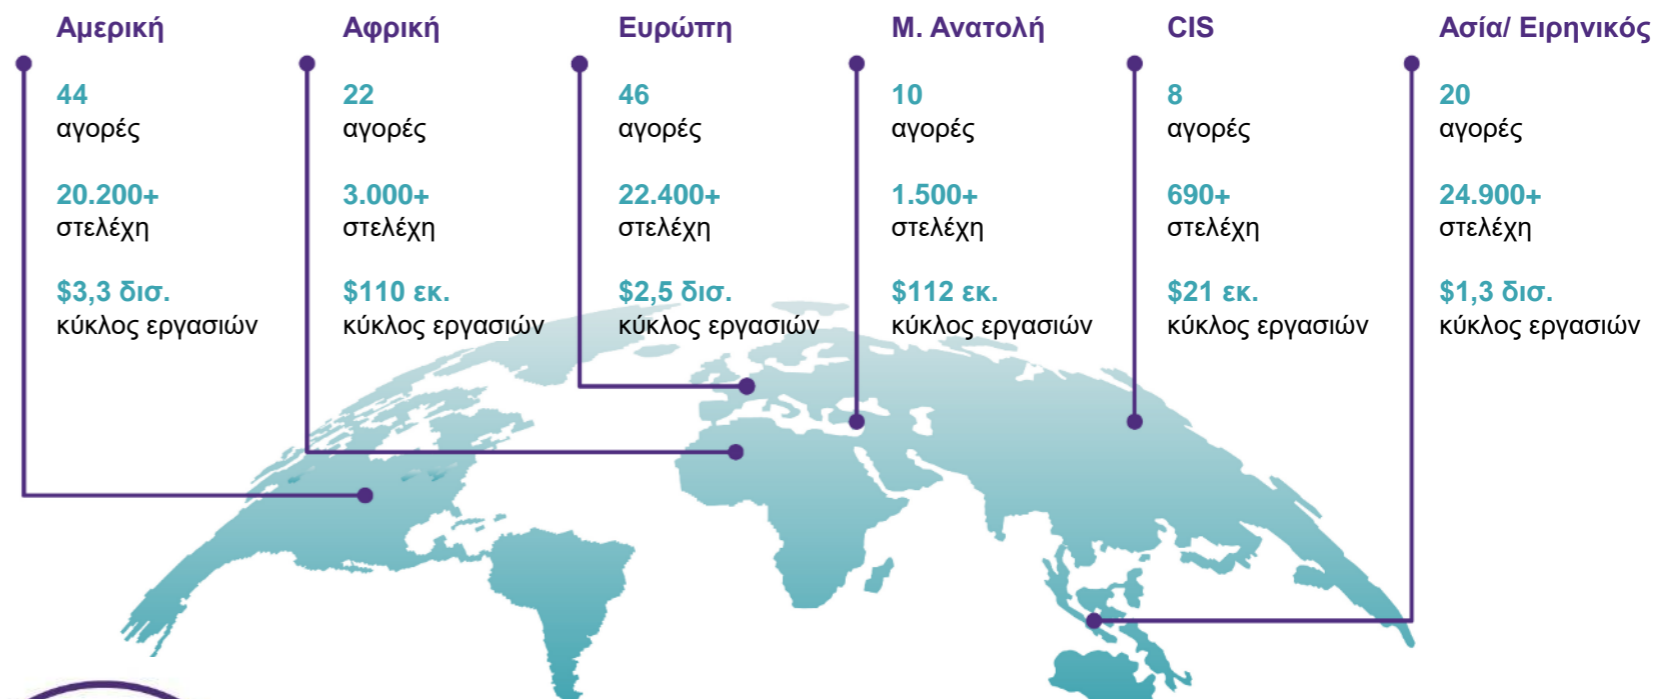 Αμερική
44
αγορές
20.200+
στελέχη
$3,3 δισ.
κύκλος εργασιών
Αφρική
22
αγορές
3.000+
στελέχη
$110 εκ.
κύκλος εργασιών
Ευρώπη
46
αγορές
22.400+
στελέχη
$2,5 δισ.
κύκλος εργασιών
Μ. Ανατολή
10
αγορές
1.500+
στελέχη
$112 εκ.
κύκλος εργασιών
CIS
8
αγορές
690+
στελέχη
$21 εκ.
κύκλος εργασιών
Ασία/ Ειρηνικός
20
αγορές
24.900+
στελέχη
$1,3 δισ.
κύκλος εργασιών